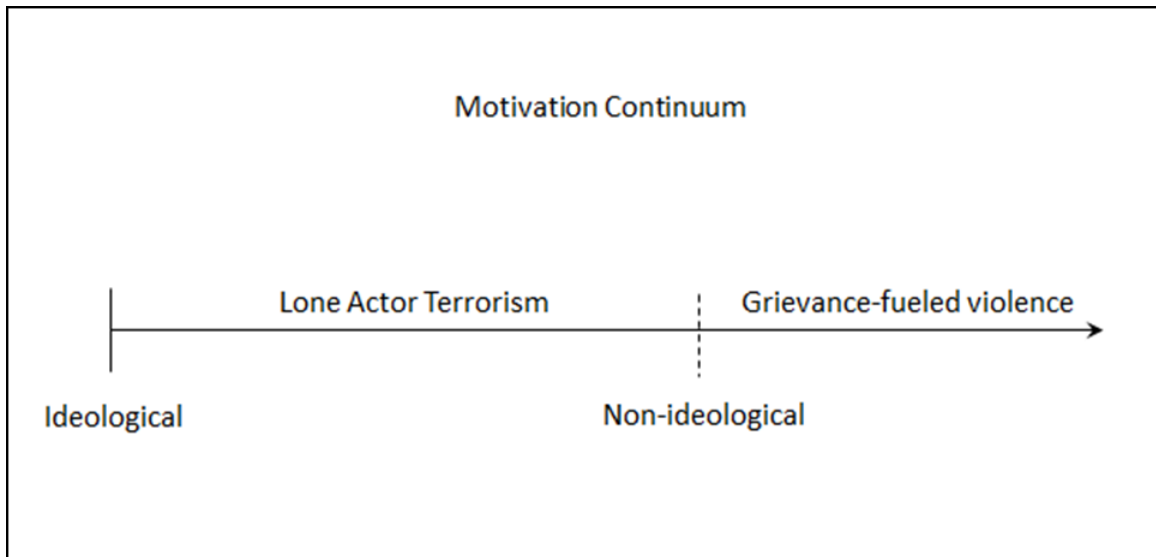 Motivation Continuum
Lone Actor Terrorism
Grievance-fueled violence
Ideological
Non-ideological